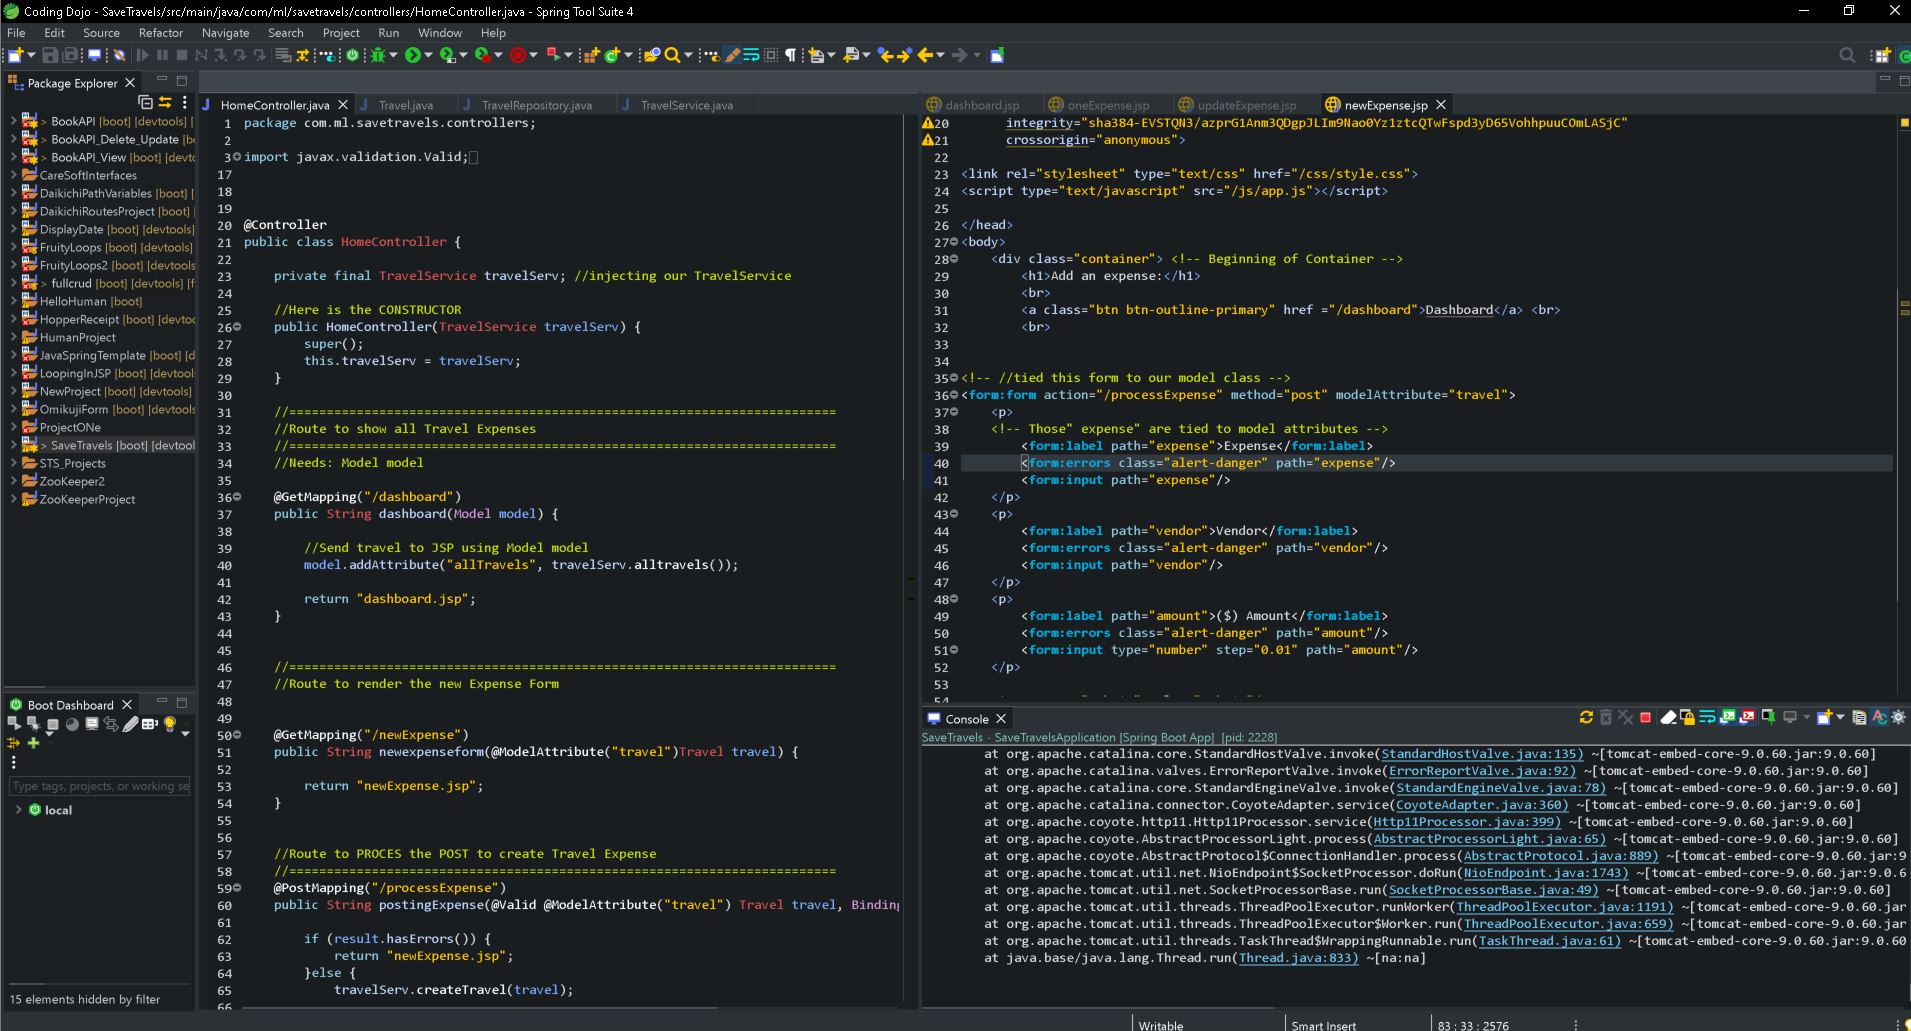 Coding Dojo - SaveTravels/src/main/java/com/ml/savetravels/controllers/HomeController.java - Spring Tool Suite 4
File Edit Source Refactor Navigate Search Project Run Window Help
Package Explorer
> BookAPI [boot] [devtools] [
> BookAPI_Delete_Update [bo
> BookAPI_View [boot] [devto
CareSoftInterfaces
DaikichiPathVariables [boot] [
DaikichiRoutesProject [boot] [
DisplayDate [boot] [devtools]
FruityLoops [boot] [devtools]
FruityLoops2 [boot] [devtools
> fullcrud [boot] [devtools] [f
HelloHuman [boot]
HopperReceipt [boot] [devtoo
HumanProject
JavaSpringTemplate [boot] [d
LoopingInJSP [boot] [devtool
NewProject [boot] [devtools]
OmikujiForm [boot] [devtools
ProjectONe
> SaveTravels [boot] [devtool
STS_Projects
ZooKeeper2
ZooKeeperProject
Boot Dashboard
Type tags, projects, or working se
local
15 elements hidden by filter
HomeController.java Travel.java TravelRepository.java TravelService.java
1 package com.ml.savetravels.controllers;
2
3 import javax.validation.Valid;
17
18
19
20 @Controller
21 public class HomeController {
22
23 private final TravelService travelServ; //injecting our TravelService
24
25 //Here is the CONSTRUCTOR
26 public HomeController(TravelService travelServ) {
27 super();
28 this.travelServ = travelServ;
29 }
30
31 //=========================================================================
32 //Route to show all Travel Expenses
33 //=========================================================================
34 //Needs: Model model
35
36 @GetMapping("/dashboard")
37 public String dashboard(Model model) {
38
39 //Send travel to JSP using Model model
40 model.addAttribute("allTravels", travelServ.alltravels());
41
42 return "dashboard.jsp";
43 }
44
45
46 //=========================================================================
47 //Route to render the new Expense Form
48
49
50 @GetMapping("/newExpense")
51 public String newexpenseform(@ModelAttribute("travel")Travel travel) {
52
53 return "newExpense.jsp";
54 }
55
56
57 //Route to PROCES the POST to create Travel Expense
58 //=========================================================================
59 @PostMapping("/processExpense")
60 public String postingExpense(@Valid @ModelAttribute("travel") Travel travel, Binding
61
62 if (result.hasErrors()) {
63 return "newExpense.jsp";
64 }else {
65 travelServ.createTravel(travel);
66
dashboard.jsp oneExpense.jsp updateExpense.jsp newExpense.jsp
20 integrity="sha384-EVSTQN3/azprG1Anm3QDgpJLIm9Nao0Yz1ztcQTwFspd3yD65VohhpuuCOmLASjC"
21 crossorigin="anonymous">
22
23 <link rel="stylesheet" type="text/css" href="/css/style.css">
24 <script type="text/javascript" src="/js/app.js"></script>
25
26 </head>
27 <body>
28 <div class="container"> <!-- Beginning of Container -->
29 <h1>Add an expense:</h1>
30 <br>
31 <a class="btn btn-outline-primary" href ="/dashboard">Dashboard</a> <br>
32 <br>
33
34
35 <!-- //tied this form to our model class -->
36 <form:form action="/processExpense" method="post" modelAttribute="travel">
37 <p>
38 <!-- Those" expense" are tied to model attributes -->
39 <form:label path="expense">Expense</form:label>
40 <form:errors class="alert-danger" path="expense"/>
41 <form:input path="expense"/>
42 </p>
43 <p>
44 <form:label path="vendor">Vendor</form:label>
45 <form:errors class="alert-danger" path="vendor"/>
46 <form:input path="vendor"/>
47 </p>
48 <p>
49 <form:label path="amount">($) Amount</form:label>
50 <form:errors class="alert-danger" path="amount"/>
51 <form:input type="number" step="0.01" path="amount"/>
52 </p>
53
54
Console
SaveTravels - SaveTravelsApplication [Spring Boot App] [pid: 2228]
at org.apache.catalina.core.StandardHostValve.invoke(StandardHostValve.java:135) ~[tomcat-embed-core-9.0.60.jar:9.0.60]
at org.apache.catalina.valves.ErrorReportValve.invoke(ErrorReportValve.java:92) ~[tomcat-embed-core-9.0.60.jar:9.0.60]
at org.apache.catalina.core.StandardEngineValve.invoke(StandardEngineValve.java:78) ~[tomcat-embed-core-9.0.60.jar:9.0.60]
at org.apache.catalina.connector.CoyoteAdapter.service(CoyoteAdapter.java:360) ~[tomcat-embed-core-9.0.60.jar:9.0.60]
at org.apache.coyote.http11.Http11Processor.service(Http11Processor.java:399) ~[tomcat-embed-core-9.0.60.jar:9.0.60]
at org.apache.coyote.AbstractProcessorLight.process(AbstractProcessorLight.java:65) ~[tomcat-embed-core-9.0.60.jar:9.0.60]
at org.apache.coyote.AbstractProtocol$ConnectionHandler.process(AbstractProtocol.java:889) ~[tomcat-embed-core-9.0.60.jar:9
at org.apache.tomcat.util.net.NioEndpoint$SocketProcessor.doRun(NioEndpoint.java:1743) ~[tomcat-embed-core-9.0.60.jar:9.0.6
at org.apache.tomcat.util.net.SocketProcessorBase.run(SocketProcessorBase.java:49) ~[tomcat-embed-core-9.0.60.jar:9.0.60]
at org.apache.tomcat.util.threads.ThreadPoolExecutor.runWorker(ThreadPoolExecutor.java:1191) ~[tomcat-embed-core-9.0.60.jar
at org.apache.tomcat.util.threads.ThreadPoolExecutor$Worker.run(ThreadPoolExecutor.java:659) ~[tomcat-embed-core-9.0.60.jar
at org.apache.tomcat.util.threads.TaskThread$WrappingRunnable.run(TaskThread.java:61) ~[tomcat-embed-core-9.0.60.jar:9.0.60
at java.base/java.lang.Thread.run(Thread.java:833) ~[na:na]
Writable Smart Insert 83 : 33 : 2576